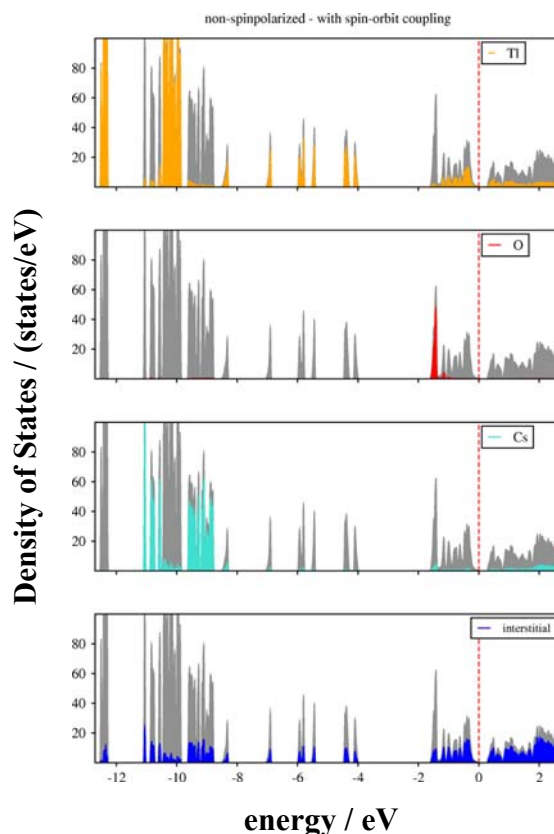 non-spinpolarized - with spin-orbit coupling
Tl
80
60
40
20
O
80
60
40
20
Cs
80
60
40
20
interstitial
80
60
40
20
-12 -10 -8 -6 -4 -2 0 2
Density of States / (states/eV)
energy / eV